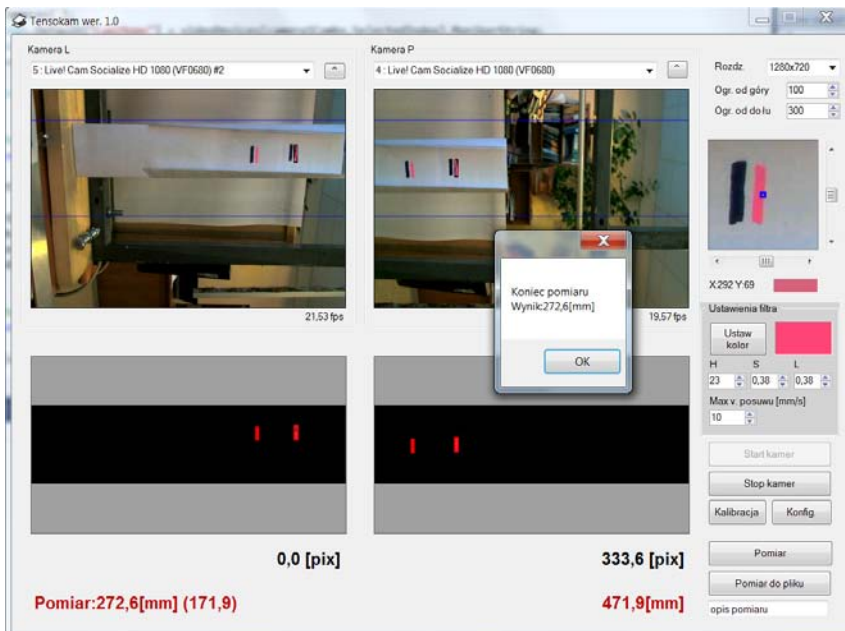 Tensokam wer. 1.0
Kamera L
5 : Live! Cam Socialize HD 1080 (VF0680) #2
21,53 fps
Kamera P
4 : Live! Cam Socialize HD 1080 (VF0680)
19,57 fps
Koniec pomiaru
Wynik:272,6[mm]
OK
0,0 [pix]
333,6 [pix]
Pomiar:272,6[mm] (171,9)
471,9[mm]
Rozdz. 1280x720
Ogr. od góry 100
Ogr. od dołu 300
X:292 Y:69
Ustawienia filtra
Ustaw
kolor
H S L
23 0,38 0,38
Max v. posuwu [mm/s]
10
Start kamer
Stop kamer
Kalibracja Konfig.
Pomiar
Pomiar do pliku
opis pomiaru